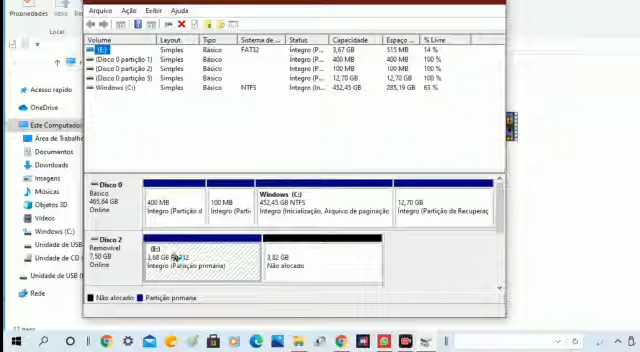 Arquivo Ação Exibir Ajuda
Volume Layout Tipo Sistema de ... Status Capacidade Espaço ... % Livre
(E:) Simples Básico FAT32 Íntegro (P... 3,67 GB 515 MB 14 %
(Disco 0 partição 1) Simples Básico Íntegro (P... 400 MB 400 MB 100 %
(Disco 0 partição 2) Simples Básico Íntegro (P... 100 MB 100 MB 100 %
(Disco 0 partição 5) Simples Básico Íntegro (P... 12,70 GB 12,70 GB 100 %
Windows (C:) Simples Básico NTFS Íntegro (In... 452,45 GB 285,19 GB 63 %
Propriedades
Local
Acesso rapido
OneDrive
Este Computador
Área de Trabalho
Documentos
Downloads
Imagens
Músicas
Objetos 3D
Vídeos
Windows (C:)
Unidade de USB
Unidade de CD
Unidade de USB
Rede
Disco 0
Básico
465,64 GB
Online
400 MB
Íntegro (Partição d
100 MB
Íntegro (Parti
Windows (C:)
452,45 GB NTFS
Íntegro (Inicialização, Arquivo de paginação
12,70 GB
Íntegro (Partição de Recuperaç
Disco 2
Removível
7,50 GB
Online
(E:)
3,68 GB FAT32
Íntegro (Partição primária)
3,82 GB
Não alocado
Não alocado Partição primária